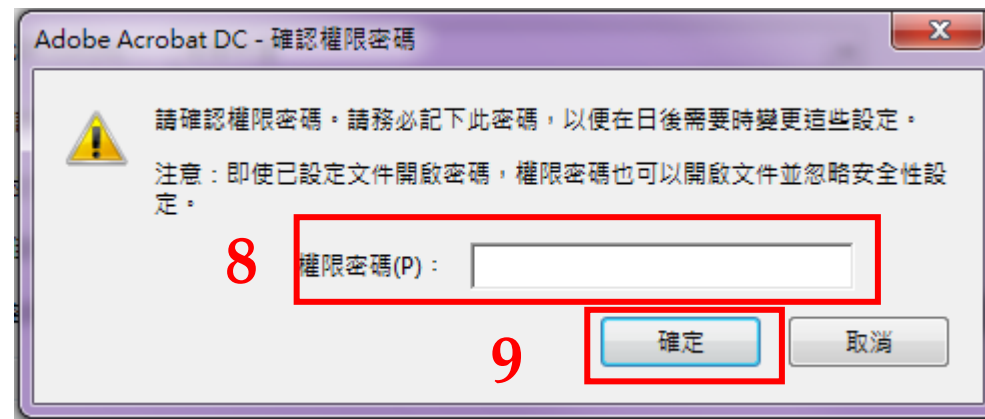 Adobe Acrobat DC - 確認權限密碼
請確認權限密碼。請務必記下此密碼，以便在日後需要時變更這些設定。
注意：即使已設定文件開啟密碼，權限密碼也可以開啟文件並忽略安全性設
定。
8 權限密碼(P)：
9 確定 取消